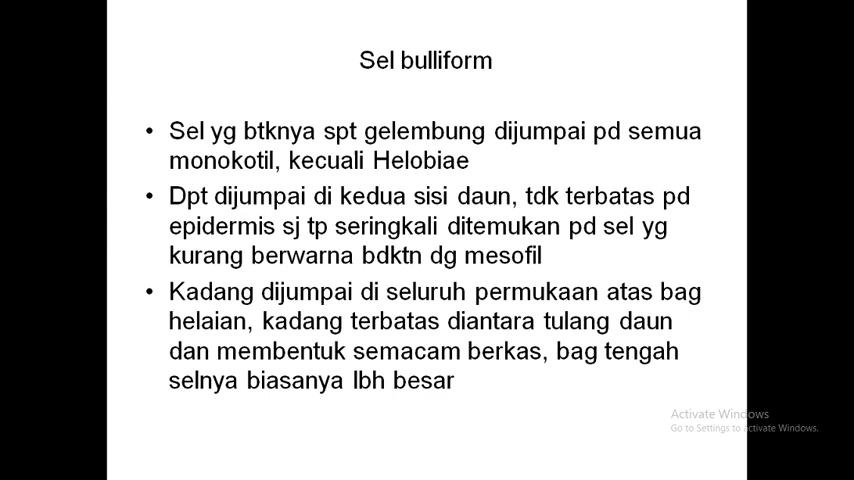 Sel bulliform
• Sel yg btknya spt gelembung dijumpai pd semua
monokotil, kecuali Helobiae
• Dpt dijumpai di kedua sisi daun, tdk terbatas pd
epidermis sj tp seringkali ditemukan pd sel yg
kurang berwarna bdktn dg mesofil
• Kadang dijumpai di seluruh permukaan atas bag
helaian, kadang terbatas diantara tulang daun
dan membentuk semacam berkas, bag tengah
selnya biasanya lbh besar
Activate Windows
Go to Settings to activate Windows.